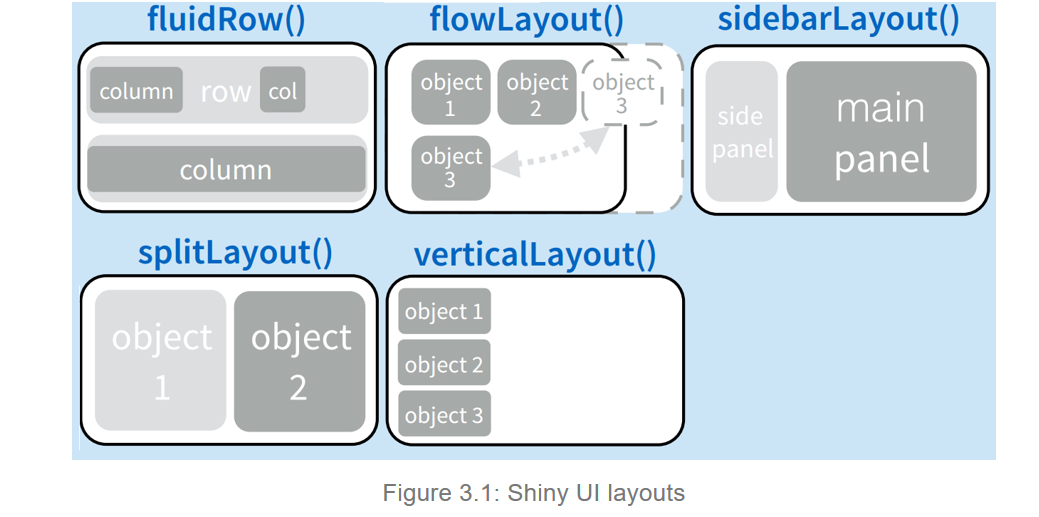 fluidRow()
column row col
column
flowLayout()
object
1
object
2
object
3
object
3
sidebarLayout()
side
panel
main
panel
splitLayout()
object
1
object
2
verticalLayout()
object 1
object 2
object 3
Figure 3.1: Shiny UI layouts